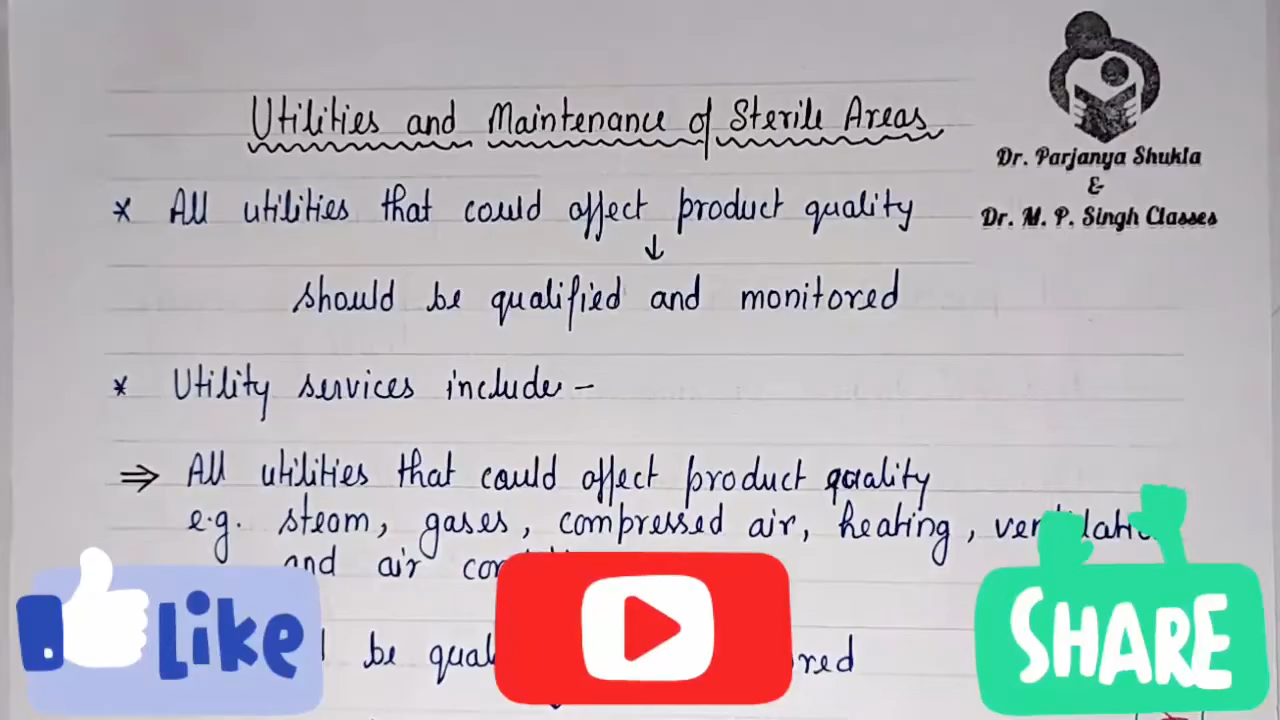 Utilities and Maintenance of Sterile Areas
Dr. Parjanya Shukla
&
Dr. M. P. Singh Classes
* All utilities that could affect product quality
↓
should be qualified and monitored
* Utility services include -
⇒ All utilities that could affect product quality
e.g. steam, gases, compressed air, heating,
and air
be
Like
SHARE